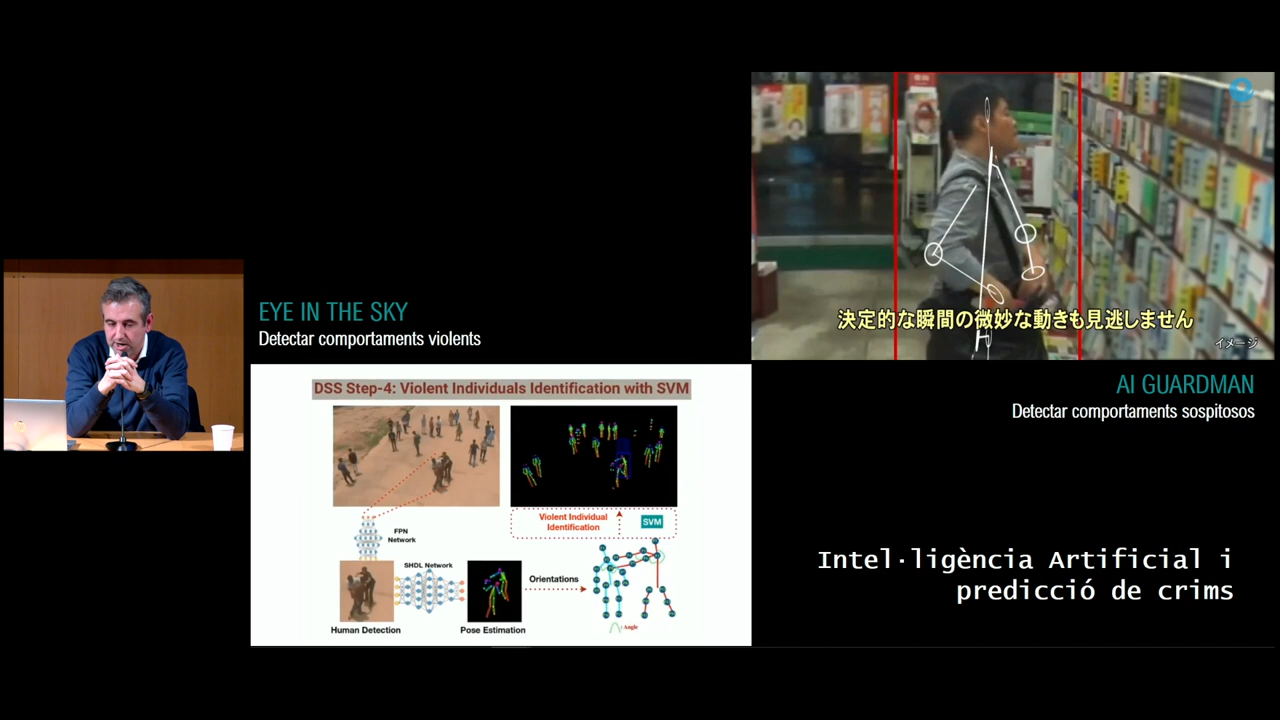 EYE IN THE SKY
Detectar comportaments violents
DSS Step-4: Violent Individuals Identification with SVM
Violent Individual
Identification
SVM
FPN
Network
SHDL Network
Orientations
Human Detection
Pose Estimation
: Angle
決定的な瞬間の微妙な動きも見逃しません
イメージ
AI GUARDMAN
Detectar comportaments sospitosos
Intel·ligència Artificial i
predicció de crims